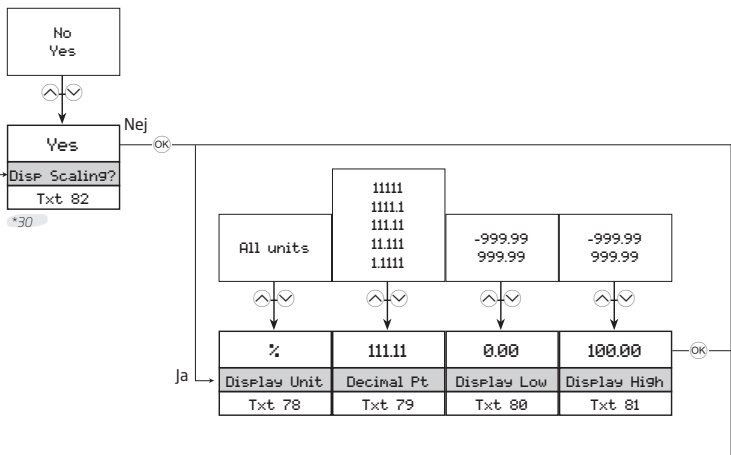 No
Yes
Yes
Nej
OK
Disp Scaling?
Txt 82
*30
All units
11111
1111.1
111.11
11.111
1.1111
-999.99
999.99
-999.99
999.99
Ja
%
111.11
0.00
100.00
OK
Display Unit
Decimal Pt
Display Low
Display High
Txt 78
Txt 79
Txt 80
Txt 81